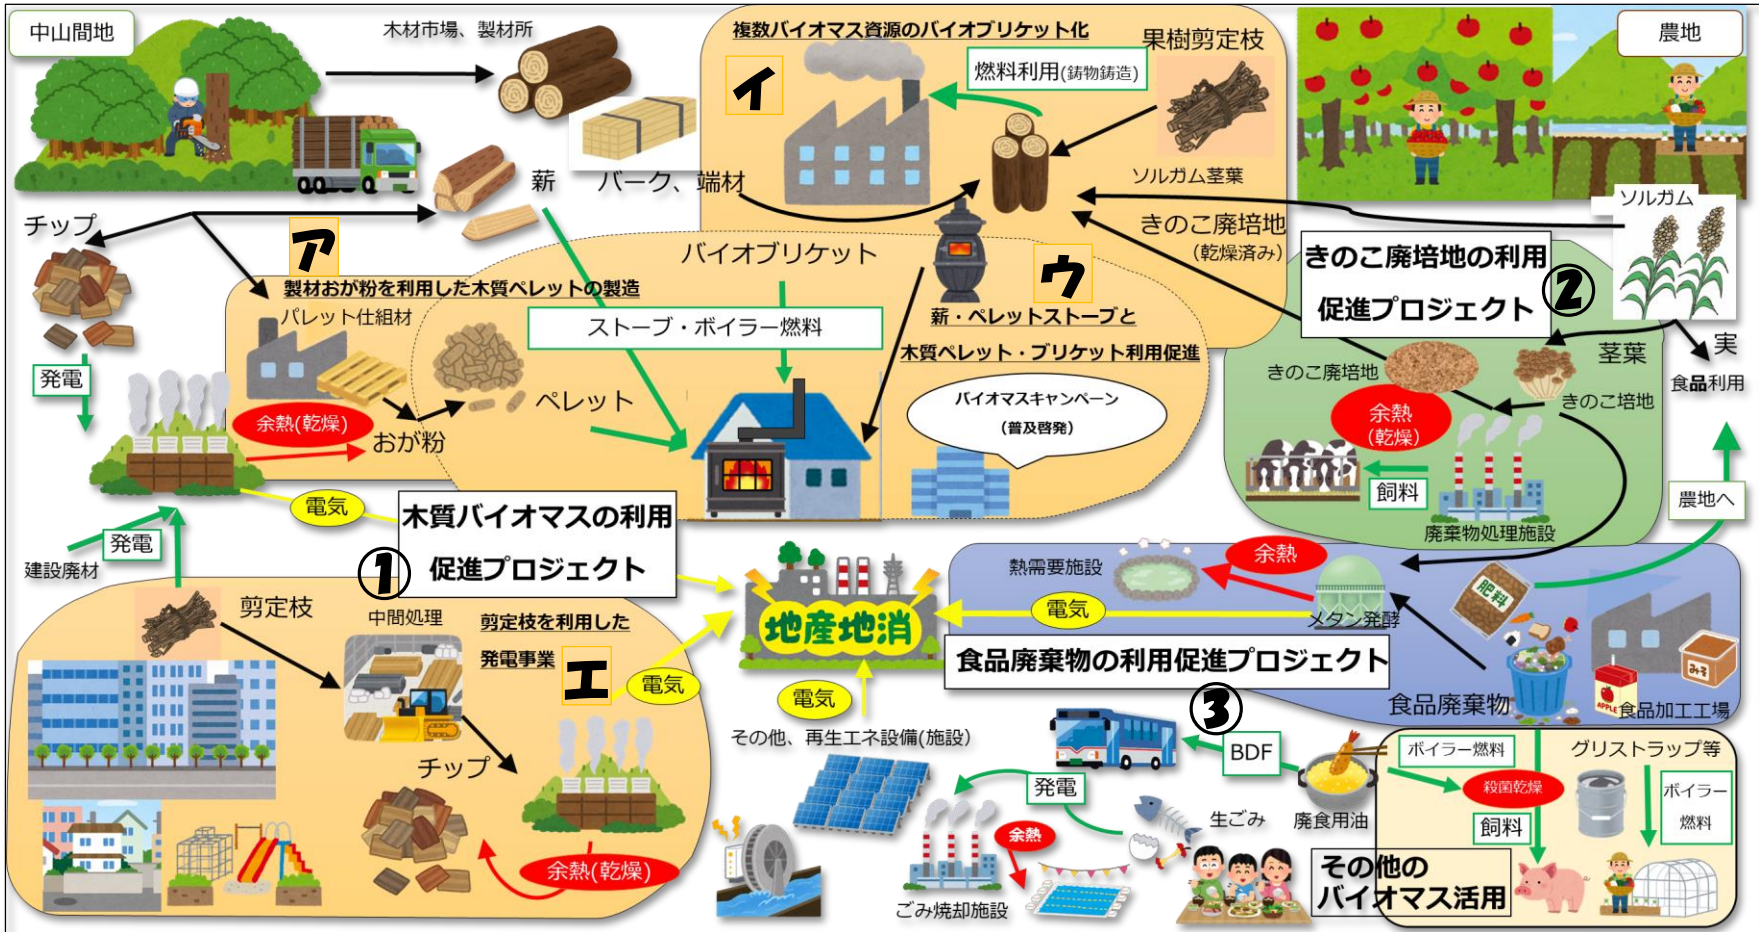 中山間地
木材市場、製材所
複数バイオマス資源のバイオブリケット化
果樹剪定枝
農地
イ
燃料利用(鋳物鋳造)
薪
バーク、端材
ソルガム茎葉
ソルガム
チップ
ア
きのこ廃培地
(乾燥済み)
バイオブリケット
ウ
きのこ廃培地の利用
促進プロジェクト
②
製材おが粉を利用した木質ペレットの製造
パレット仕組材
ストーブ・ボイラー燃料
薪・ペレットストーブと
木質ペレット・ブリケット利用促進
茎葉
実
食品利用
発電
きのこ廃培地
きのこ培地
ペレット
バイオマスキャンペーン
(普及啓発)
余熱(乾燥)
おが粉
余熱
(乾燥)
飼料
農地へ
廃棄物処理施設
電気
木質バイオマスの利用
促進プロジェクト
①
発電
建設廃材
熱需要施設
余熱
肥料
剪定枝
中間処理
剪定枝を利用した
発電事業
エ
電気
地産地消
電気
メタン発酵
食品廃棄物の利用促進プロジェクト
③
みそ
APPLE
食品廃棄物
食品加工工場
電気
その他、再生エネ設備(施設)
チップ
BDF
ボイラー燃料
グリストラップ等
発電
殺菌乾燥
ボイラー
燃料
生ごみ
廃食用油
飼料
余熱
余熱(乾燥)
ごみ焼却施設
その他の
バイオマス活用